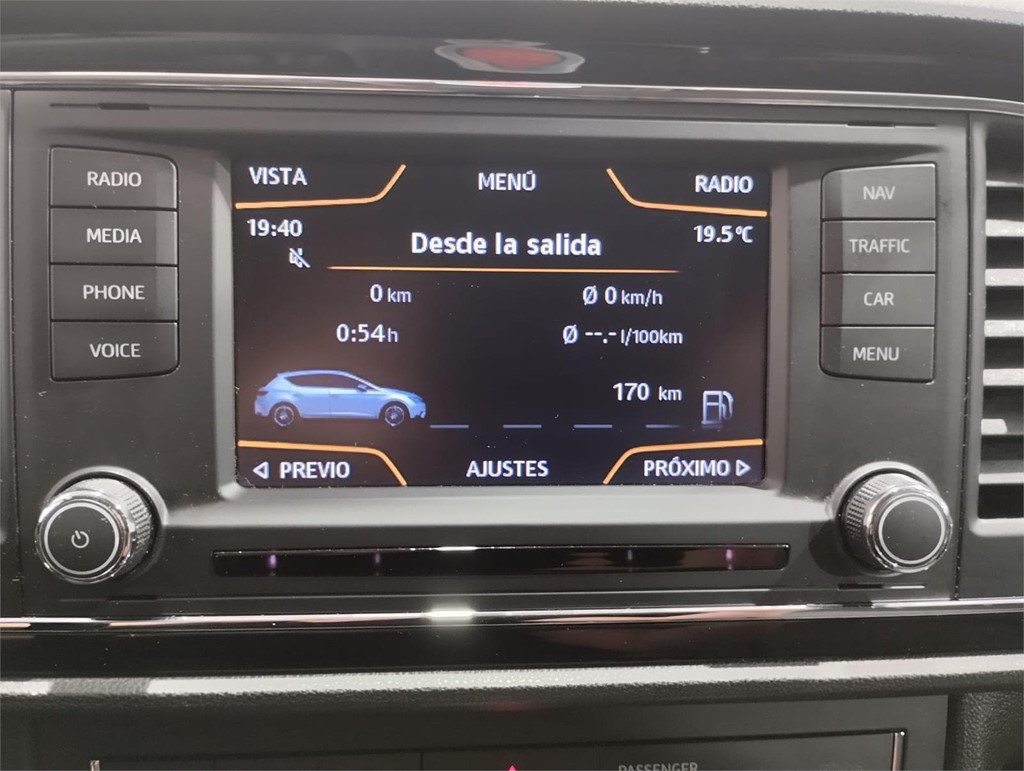 RADIO
MEDIA
PHONE
VOICE
VISTA MENÚ RADIO
19:40 Desde la salida 19.5°C
0 km Ø 0 km/h
0:54 h Ø --.- l/100km
170 km
PREVIO AJUSTES PRÓXIMO
NAV
TRAFFIC
CAR
MENU
PASSENGER